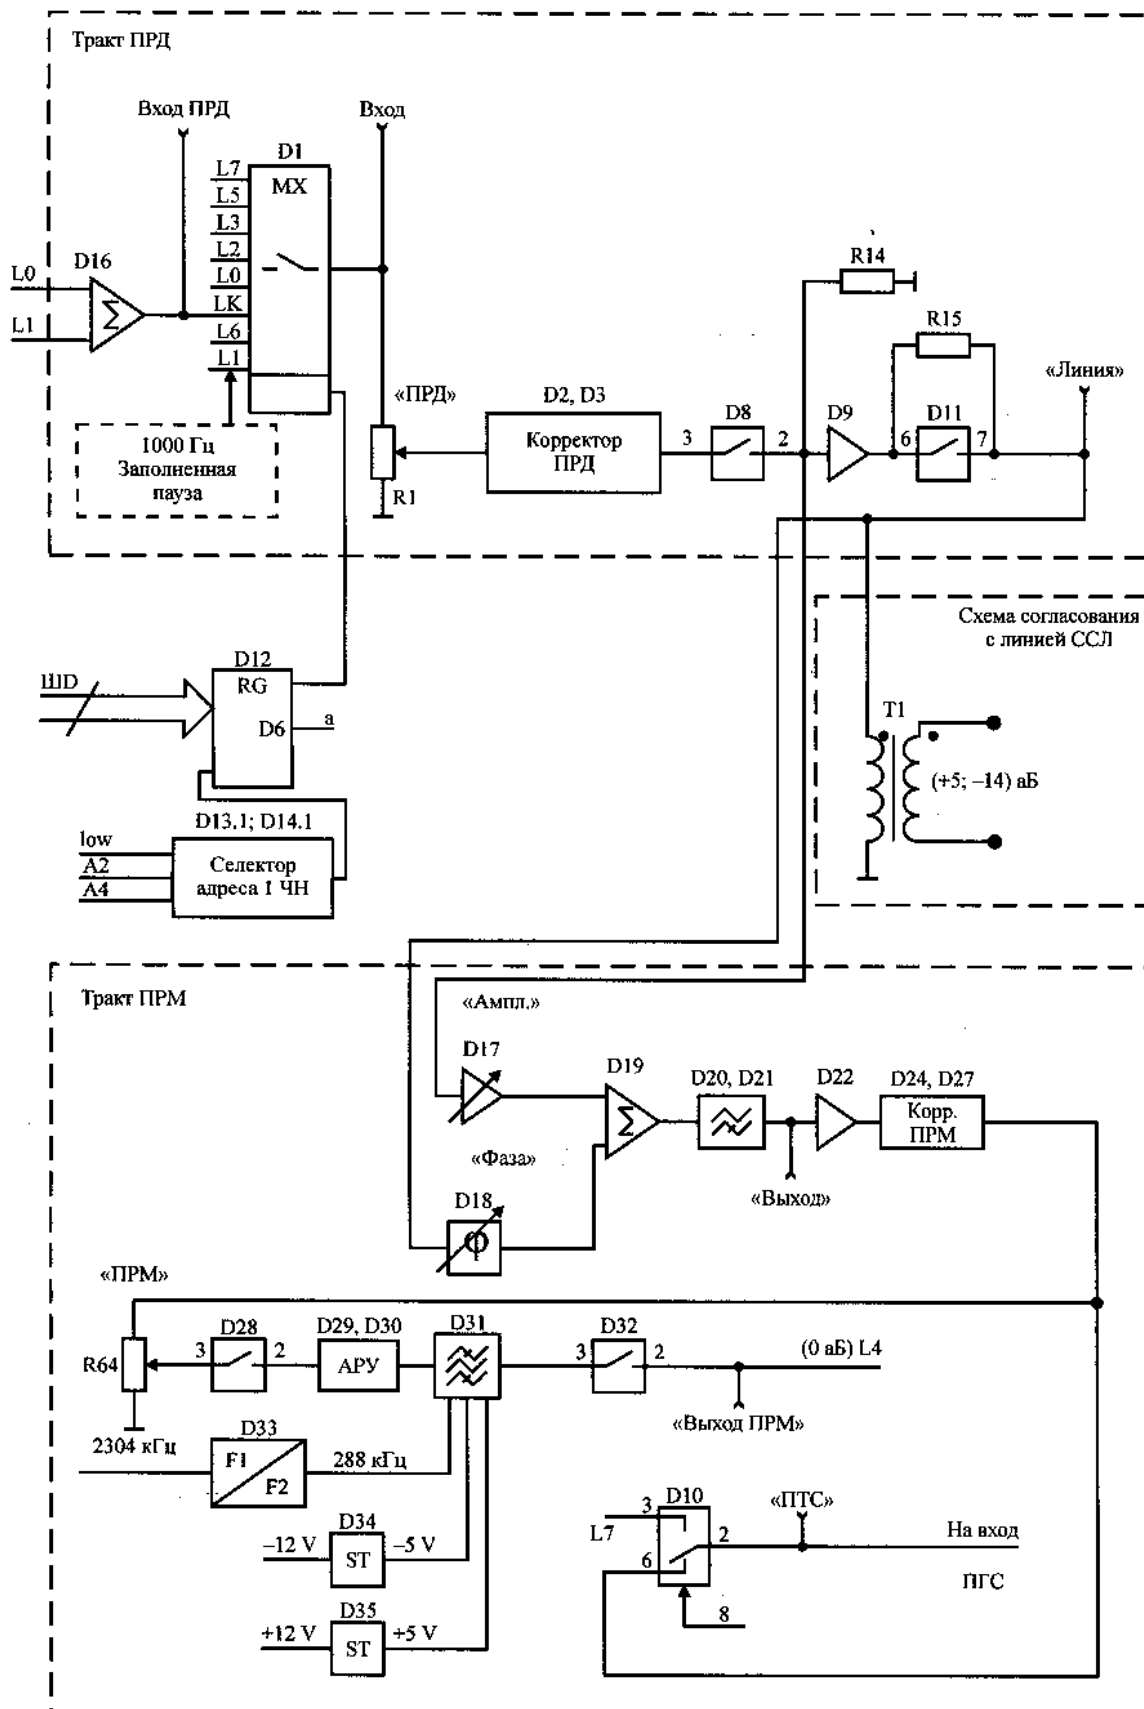 Тракт ПРД
Вход ПРД
Вход
D1
MX
L7
L5
L3
L2
L0
LK
L6
L1
D16
L0
L1
Σ
1000 Гц
Заполненная
пауза
«ПРД»
R1
D2, D3
Корректор
ПРД
3
D8
2
R14
D9
R15
6
D11
7
«Линия»
Схема согласования
с линией ССЛ
T1
(+5; –14) аБ
ШD
D12
RG
D6
a
D13.1; D14.1
low
A2
A4
Селектор
адреса 1 ЧН
Тракт ПРМ
«Ампл.»
D17
D19
Σ
D20, D21
D22
D24, D27
Корр.
ПРМ
«Фаза»
D18
φ
«Выход»
«ПРМ»
R64
3
D28
2
D29, D30
АРУ
D31
D32
3
2
(0 аБ) L4
«Выход ПРМ»
2304 кГц
D33
F1
F2
288 кГц
–12 V
D34
ST
–5 V
+12 V
D35
ST
+5 V
D10
3
L7
6
2
8
«ПТС»
На вход
ПГС